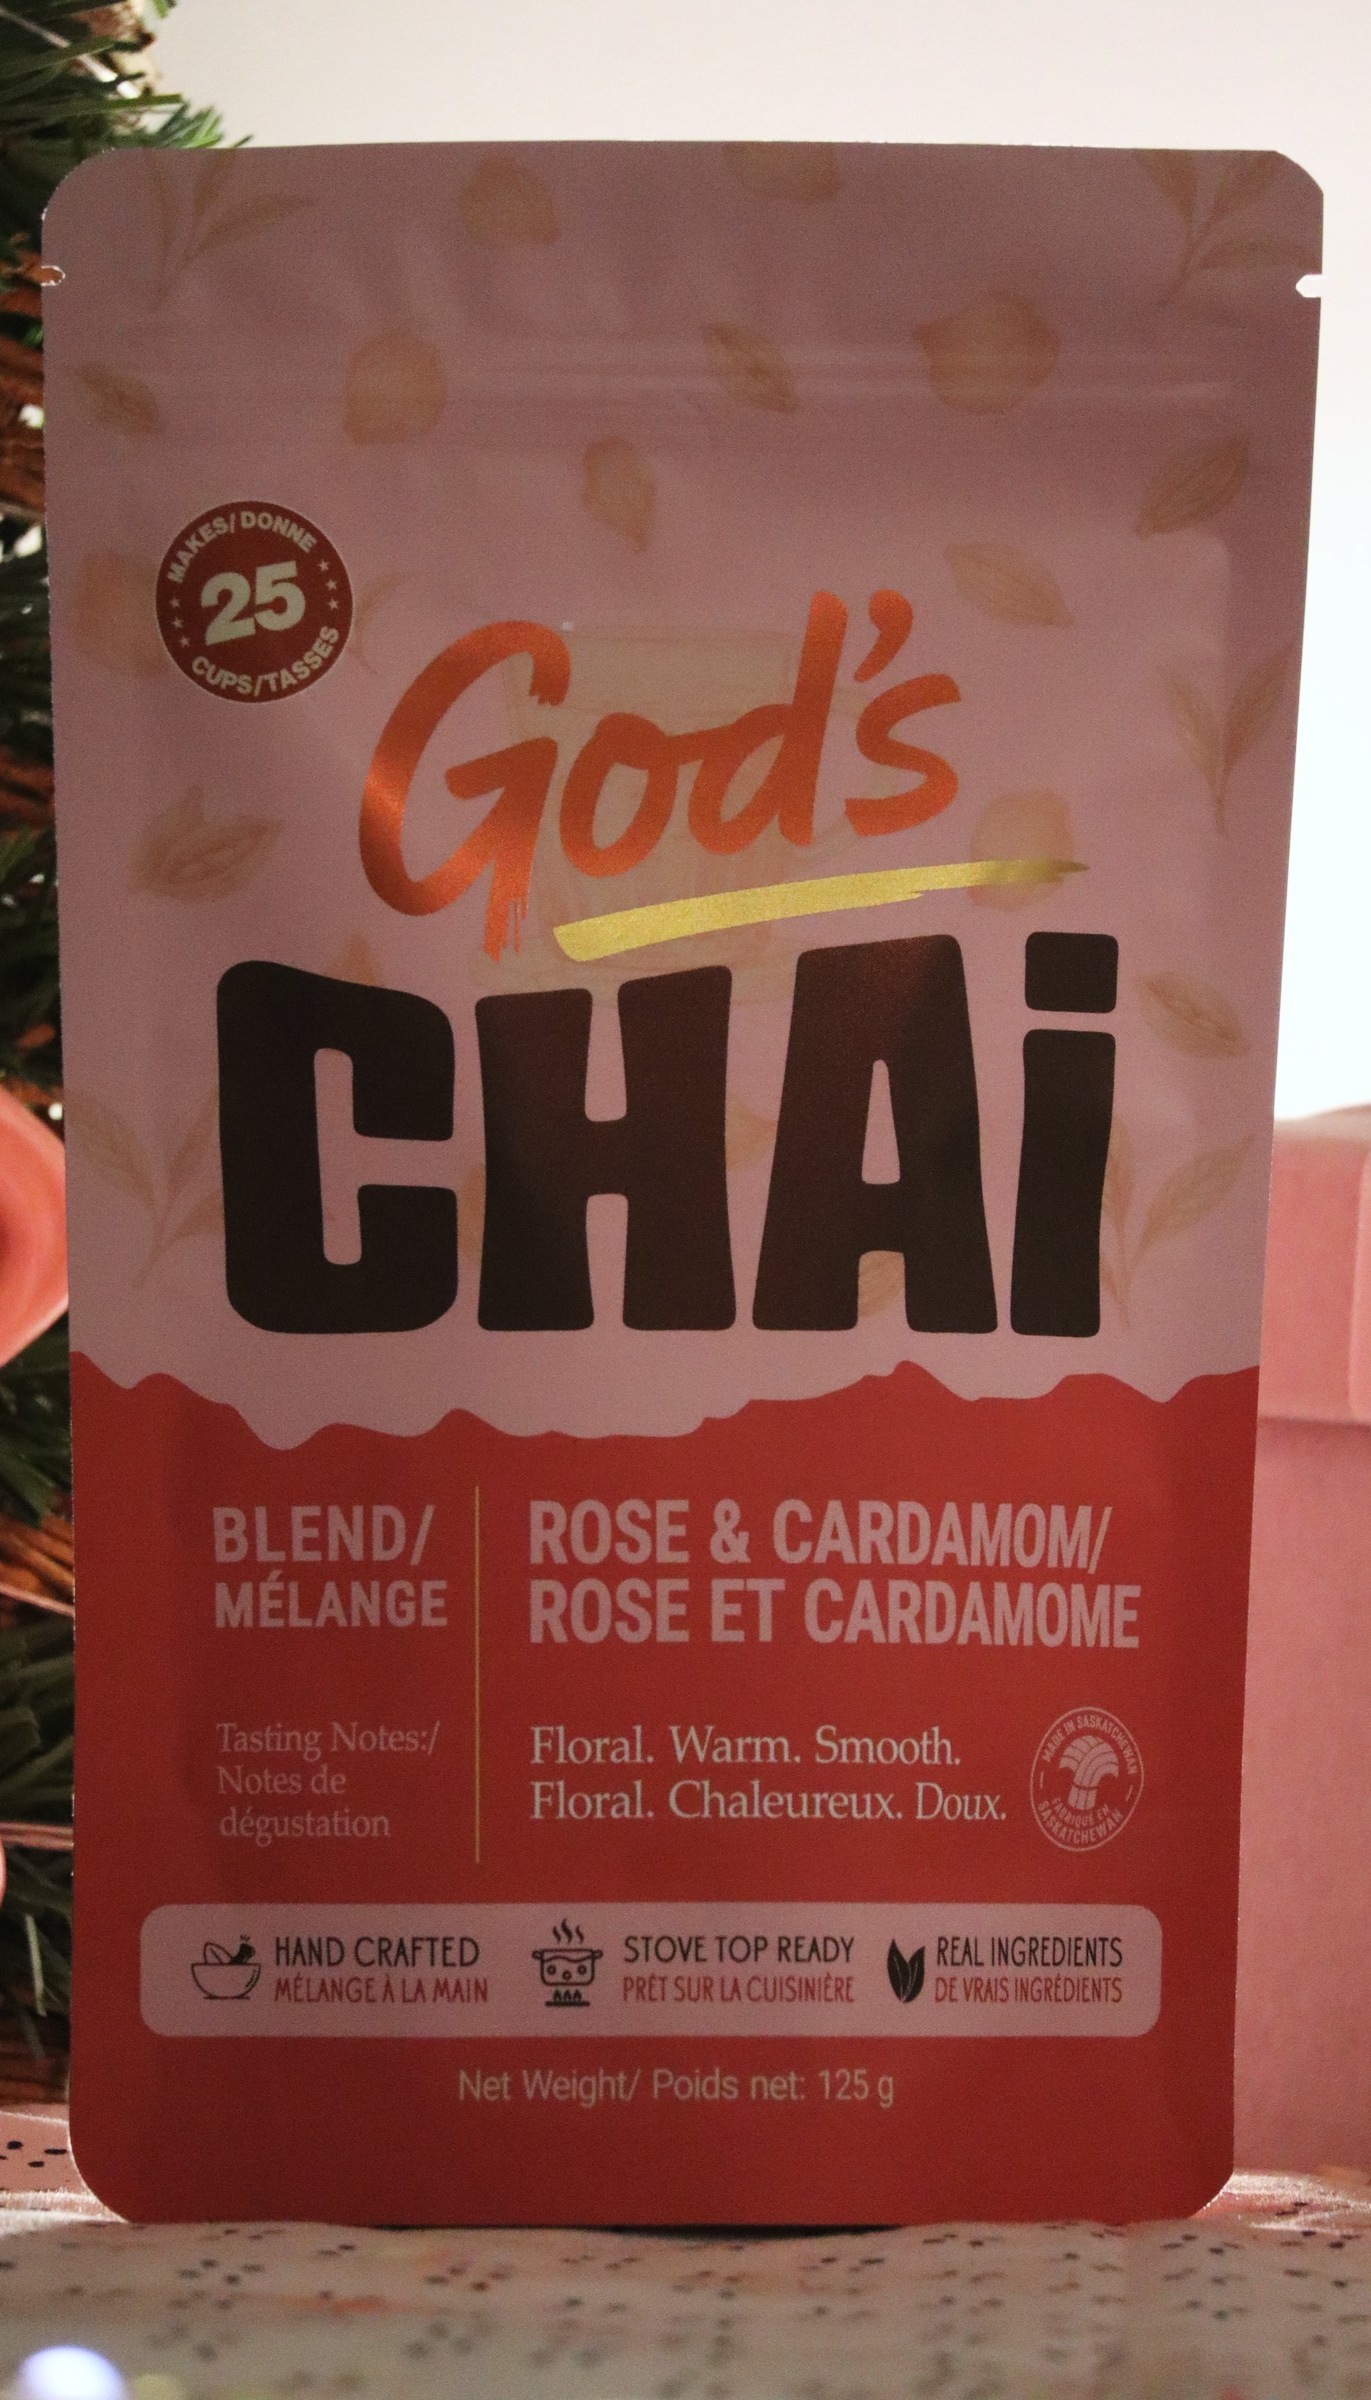 MAKES/DONNE
25
CUPS/TASSES
God's
CHAi
BLEND/
MÉLANGE
ROSE & CARDAMOM/
ROSE ET CARDAMOME
Tasting Notes:/
Notes de
dégustation
Floral. Warm. Smooth.
Floral. Chaleureux. Doux.
MADE IN SASKATCHEWAN
FABRIQUÉ EN
SASKATCHEWAN
HAND CRAFTED
MÉLANGE À LA MAIN
STOVE TOP READY
PRÊT SUR LA CUISINIÈRE
REAL INGREDIENTS
DE VRAIS INGRÉDIENTS
Net Weight/ Poids net: 125 g